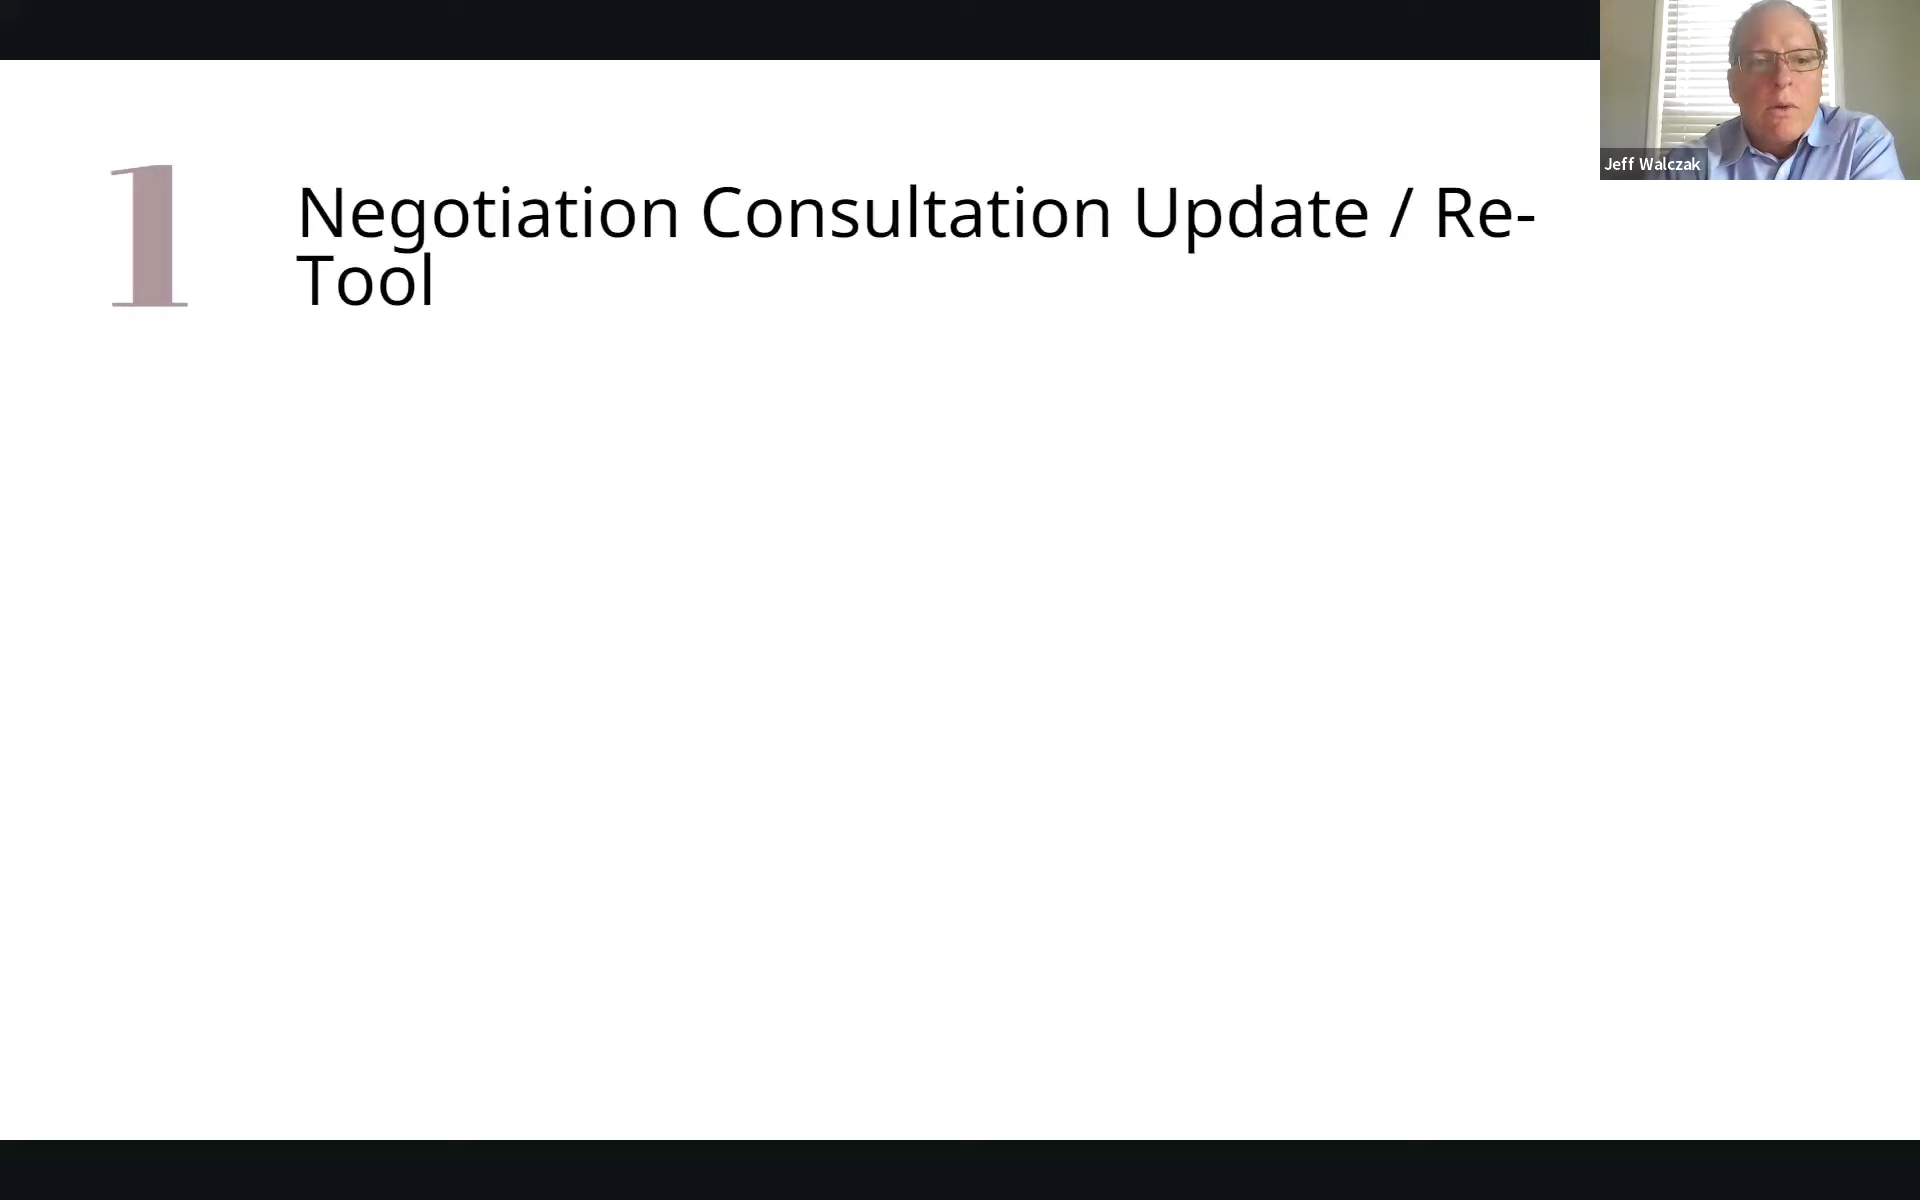 1
Negotiation Consultation Update / Re-
Tool
Jeff Walczak